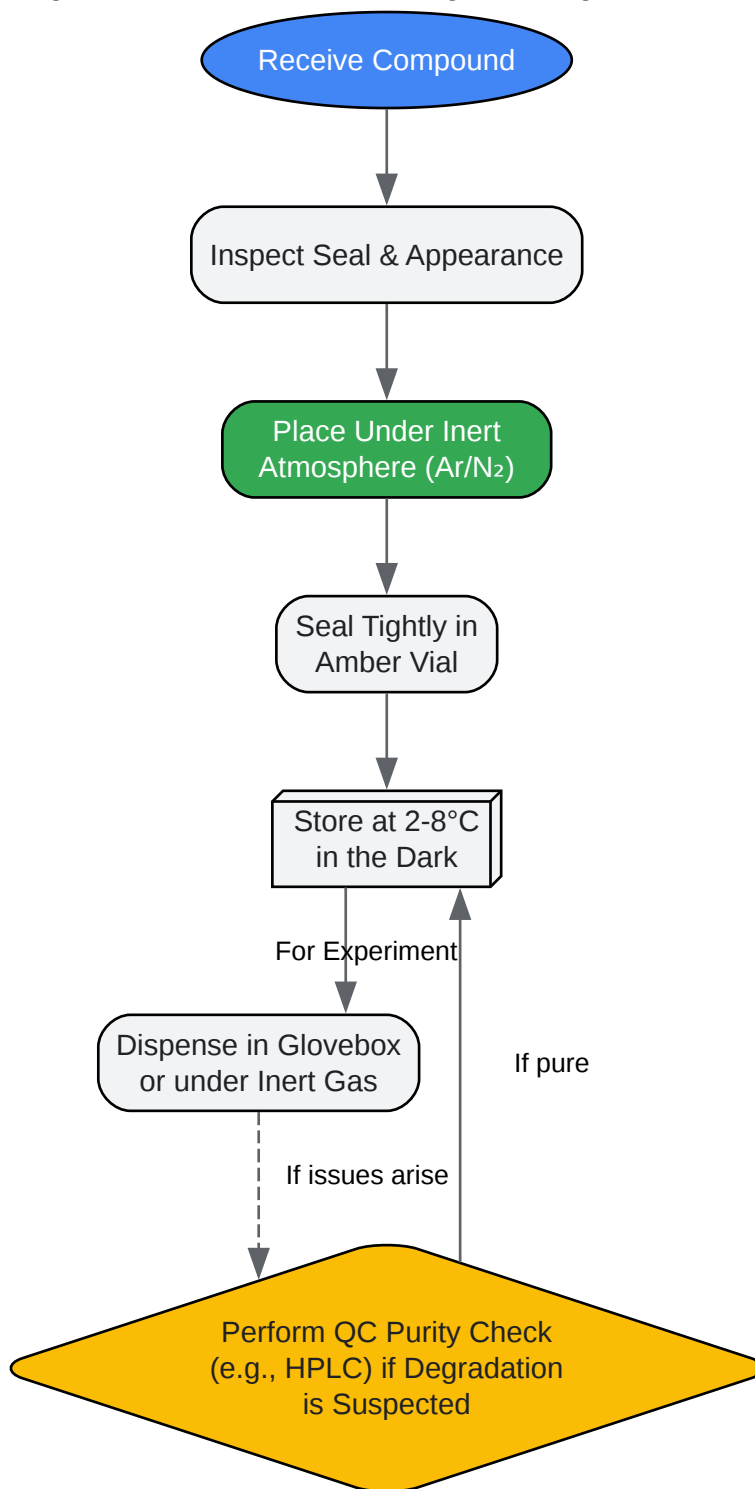 Receive Compound
Inspect Seal & Appearance
Place Under Inert
Atmosphere (Ar/N₂)
Seal Tightly in
Amber Vial
Store at 2-8°C
in the Dark
For Experiment
Dispense in Glovebox
or under Inert Gas
If pure
If issues arise
Perform QC Purity Check
(e.g., HPLC) if Degradation
is Suspected